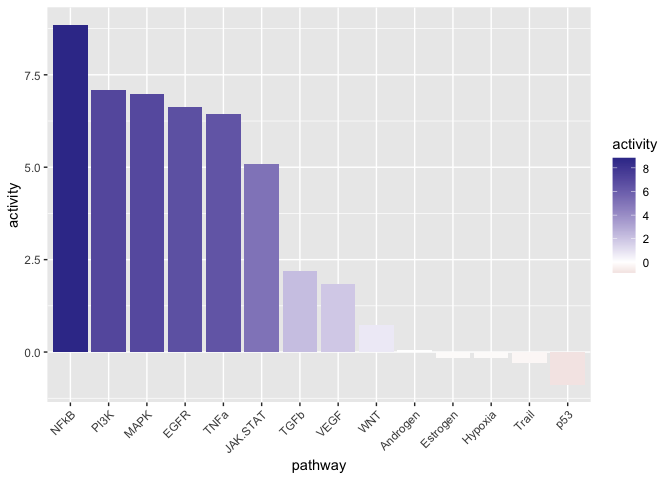 activity
7.5
5.0
2.5
0.0
NFkB
PI3K
MAPK
EGFR
TNFa
JAK.STAT
TGFb
VEGF
WNT
Androgen
Estrogen
Hypoxia
Trail
p53
pathway
activity
8
6
4
2
0